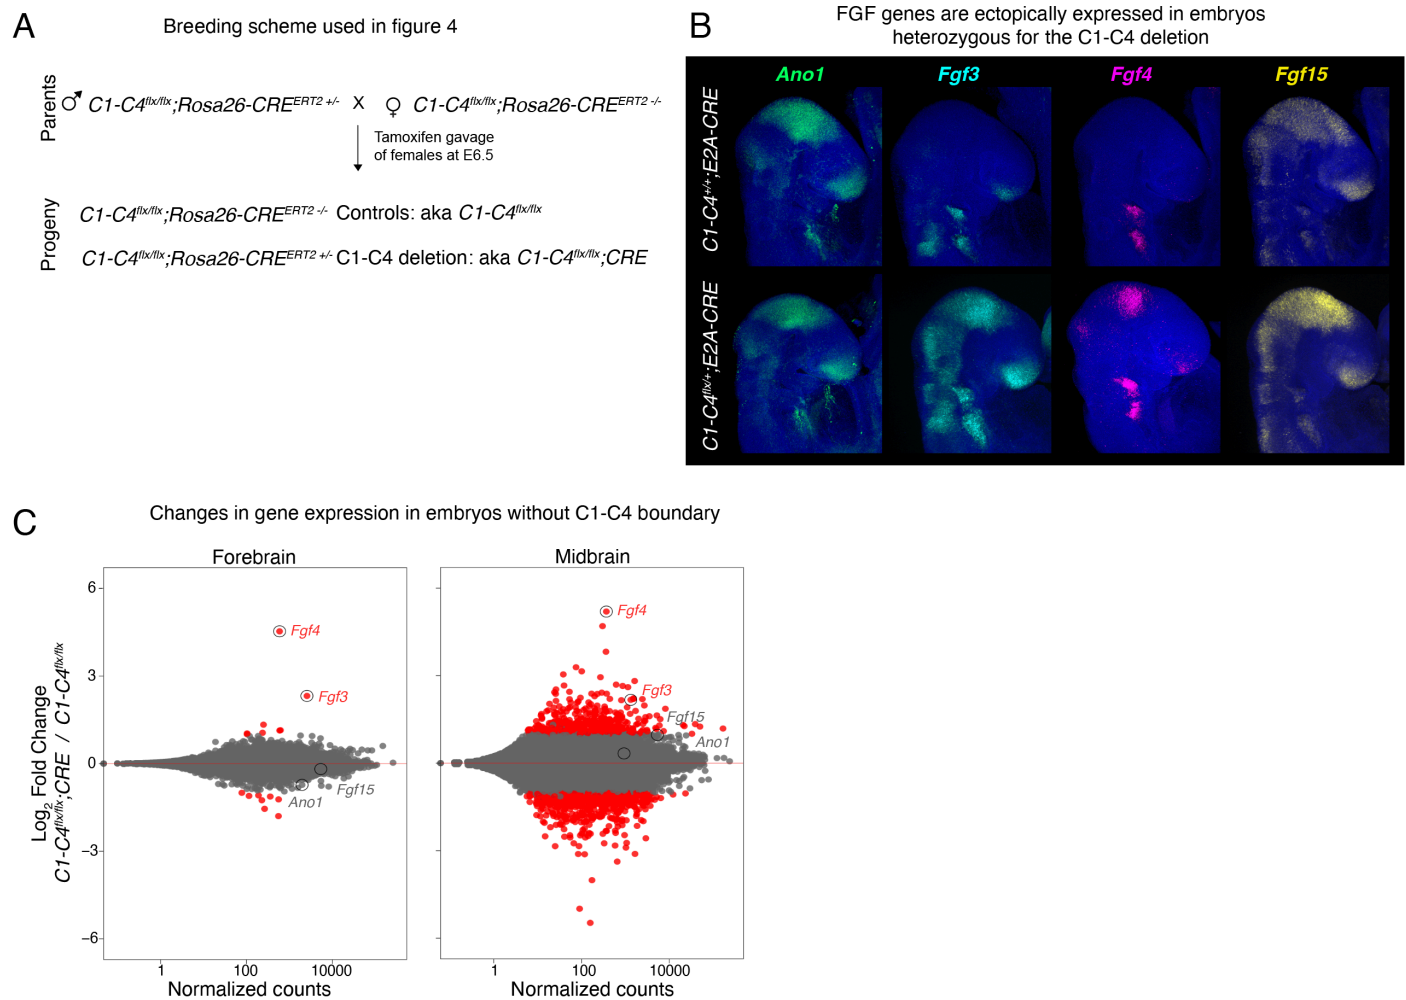 A
Breeding scheme used in figure 4
Parents
♂ C1-C4flx/flx;Rosa26-CREERT2 +/- X ♀ C1-C4flx/flx;Rosa26-CREERT2 -/-
Tamoxifen gavage
of females at E6.5
Progeny
C1-C4flx/flx;Rosa26-CREERT2 -/- Controls: aka C1-C4flx/flx
C1-C4flx/flx;Rosa26-CREERT2 +/- C1-C4 deletion: aka C1-C4flx/flx;CRE
B
FGF genes are ectopically expressed in embryos
heterozygous for the C1-C4 deletion
Ano1 Fgf3 Fgf4 Fgf15
C1-C4+/+;E2A-CRE
C1-C4flx/+;E2A-CRE
C
Changes in gene expression in embryos without C1-C4 boundary
Forebrain
Log2 Fold Change
C1-C4flx/flx;CRE / C1-C4flx/flx
6
3
0
−3
−6
Fgf4
Fgf3
Ano1
Fgf15
1 100 10000
Normalized counts
Midbrain
Fgf4
Fgf3
Fgf15
Ano1
1 100 10000
Normalized counts